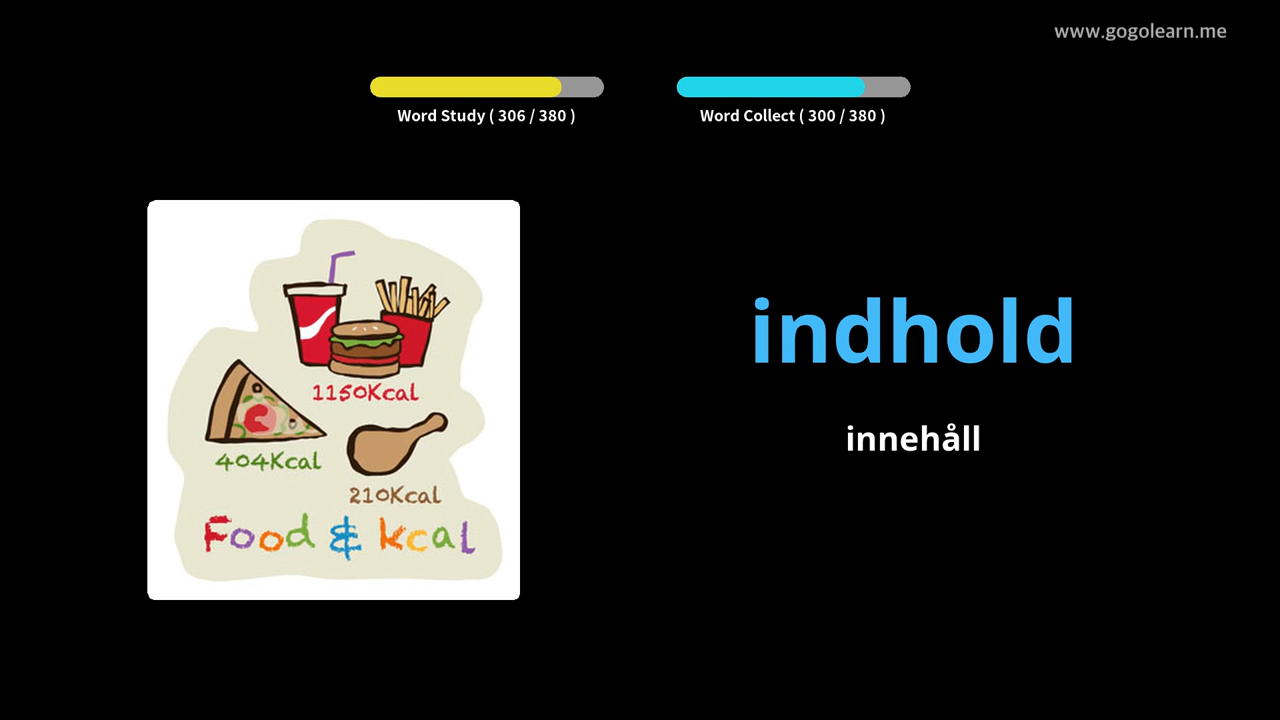 www.gogolearn.me
Word Study ( 306 / 380 )
Word Collect ( 300 / 380 )
1150Kcal
404Kcal
210Kcal
Food & kcal
indhold
innehåll